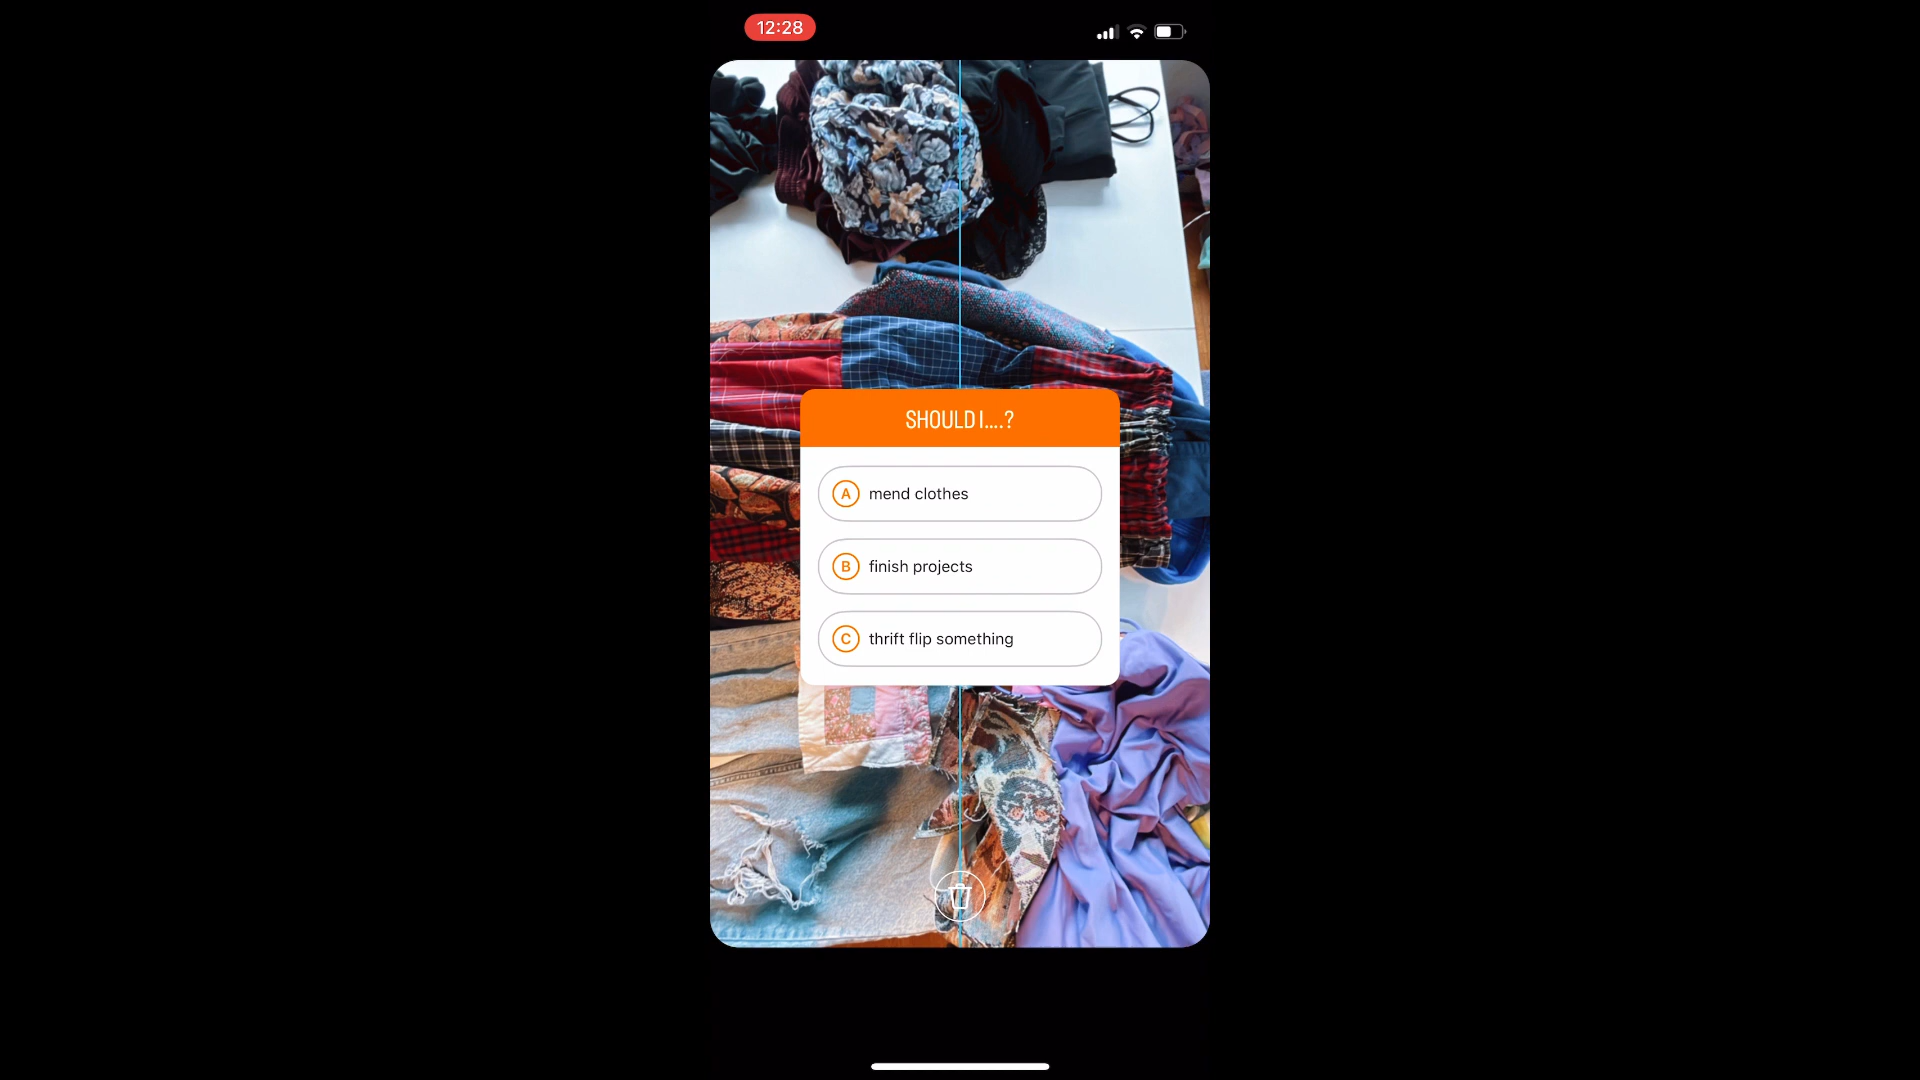 12:28
SHOULD I....?
A mend clothes
B finish projects
C thrift flip something